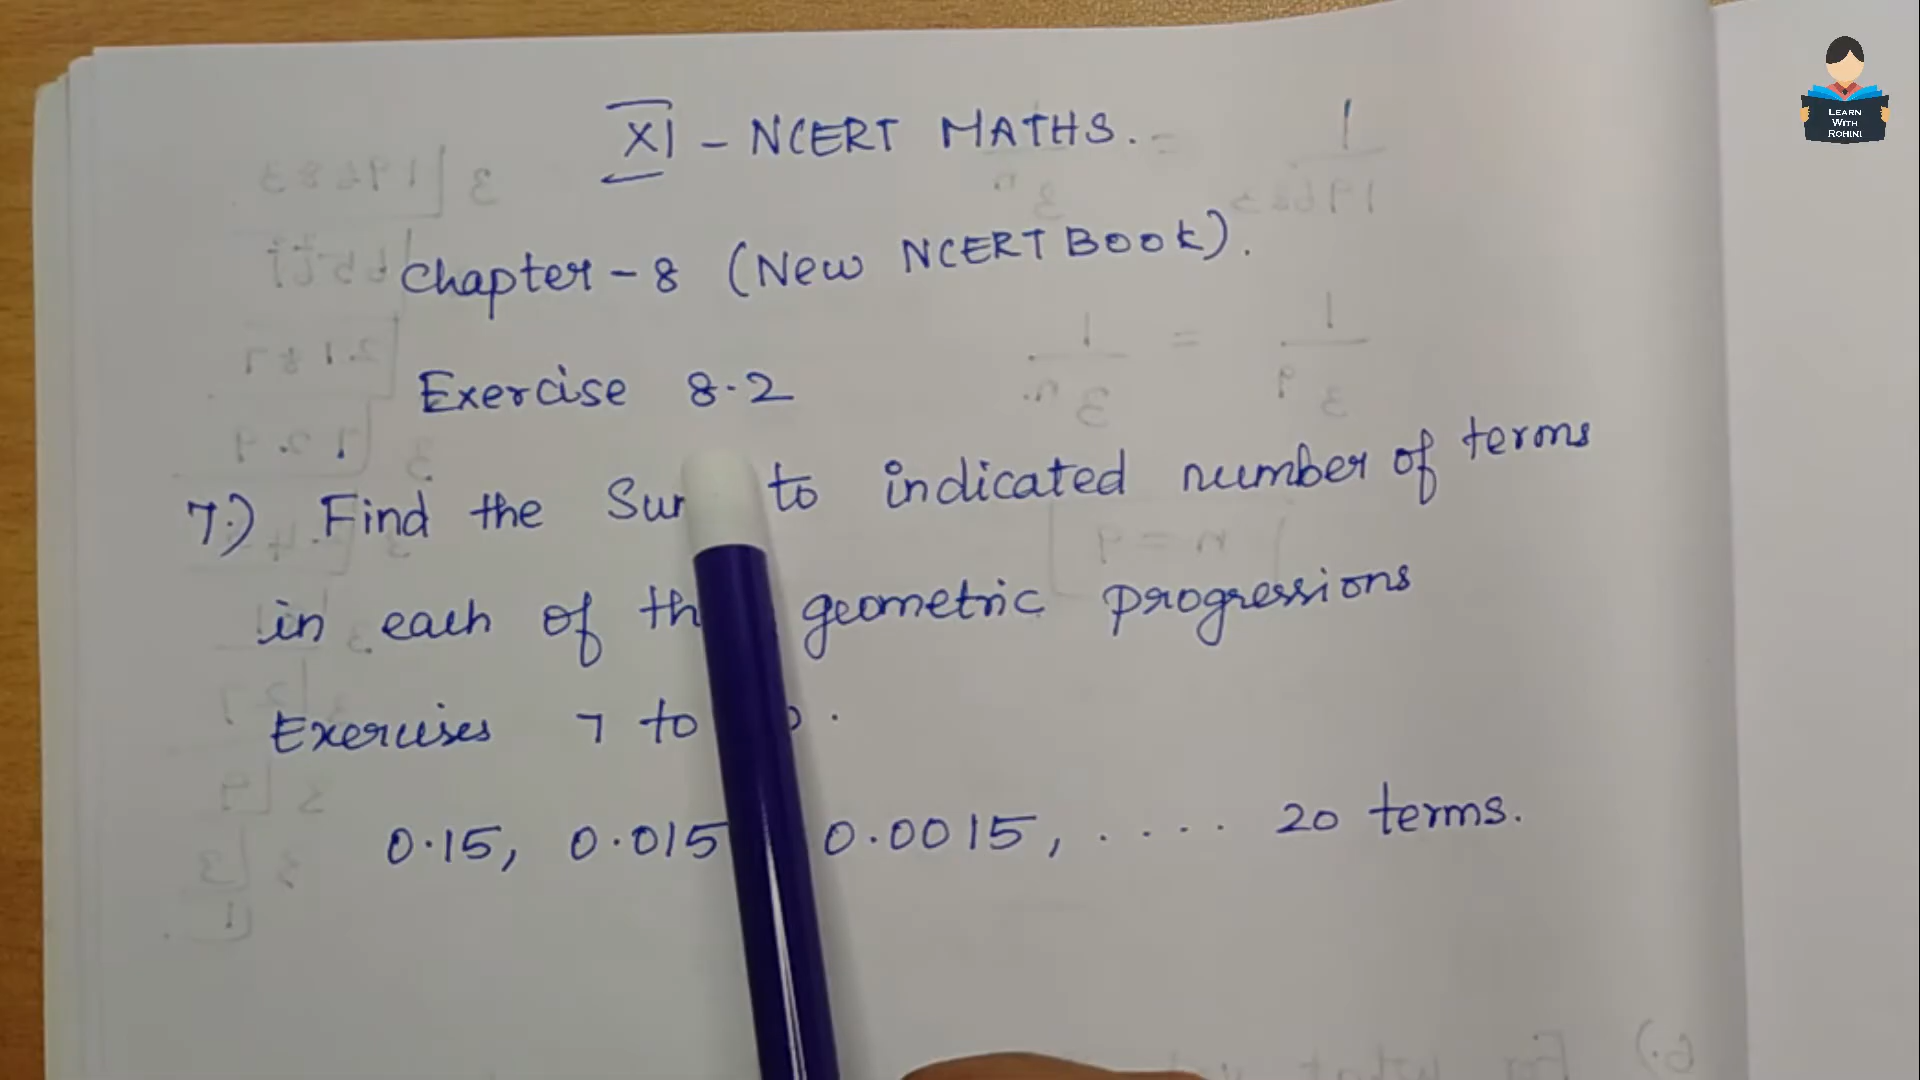 XI - NCERT MATHS.
Chapter - 8 (New NCERT Book).
Exercise 8.2
7.) Find the to indicated number of terms
in each of geometric progressions
Exercises 7 to
0.15, 0.015 0.0015, .... 20 terms.
LEARN
WITH
ROHINI